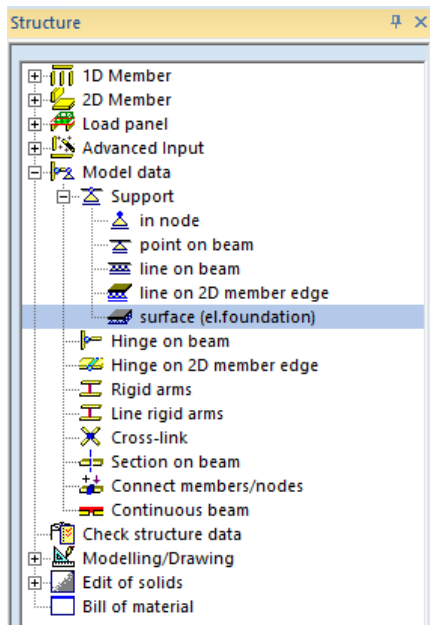 Structure
1D Member
2D Member
Load panel
Advanced Input
Model data
Support
in node
point on beam
line on beam
line on 2D member edge
surface (el.foundation)
Hinge on beam
Hinge on 2D member edge
Rigid arms
Line rigid arms
Cross-link
Section on beam
Connect members/nodes
Continuous beam
Check structure data
Modelling/Drawing
Edit of solids
Bill of material